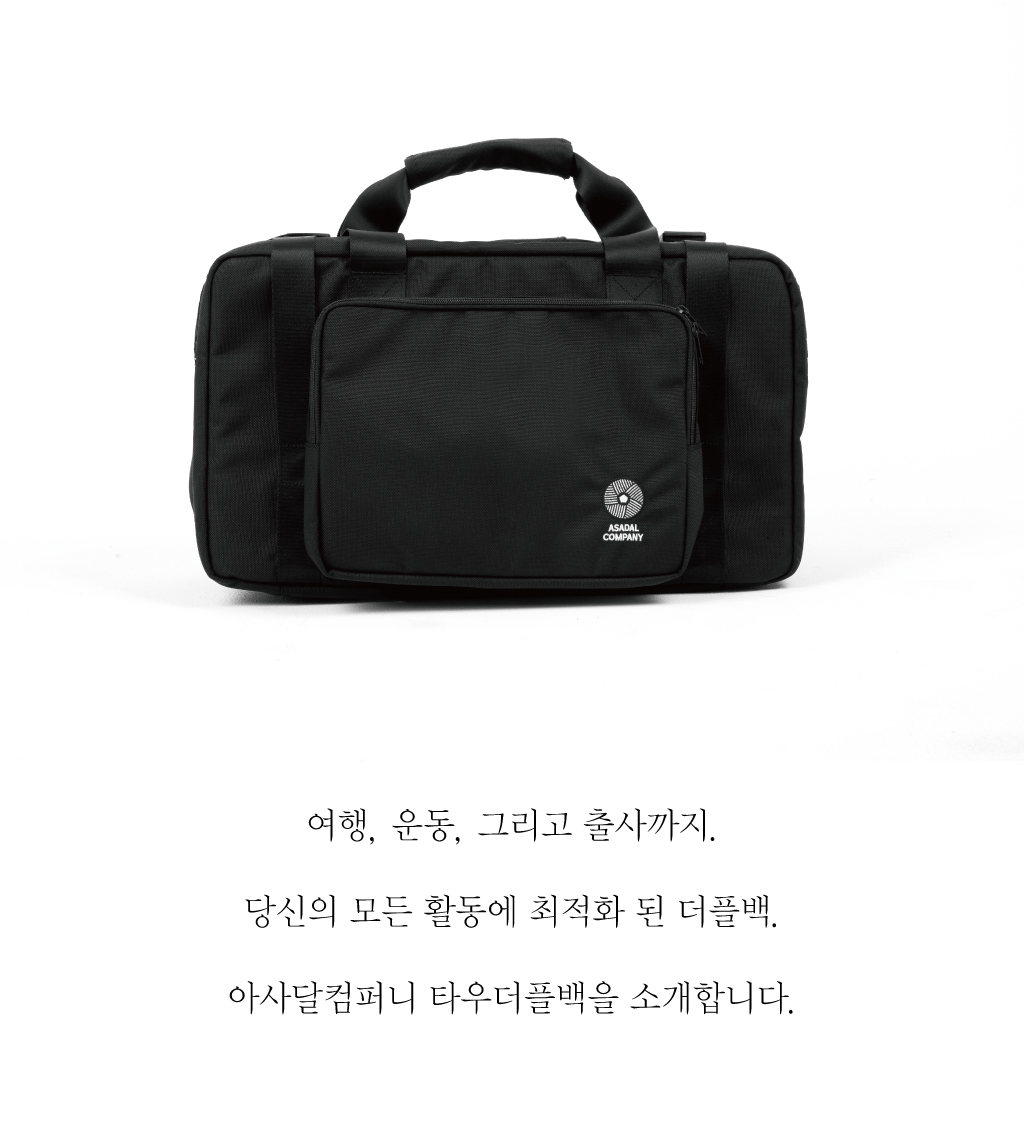 ASADAL
COMPANY
여행, 운동, 그리고 출사까지.
당신의 모든 활동에 최적화 된 더플백.
아사달컴퍼니 타우더플백을 소개합니다.